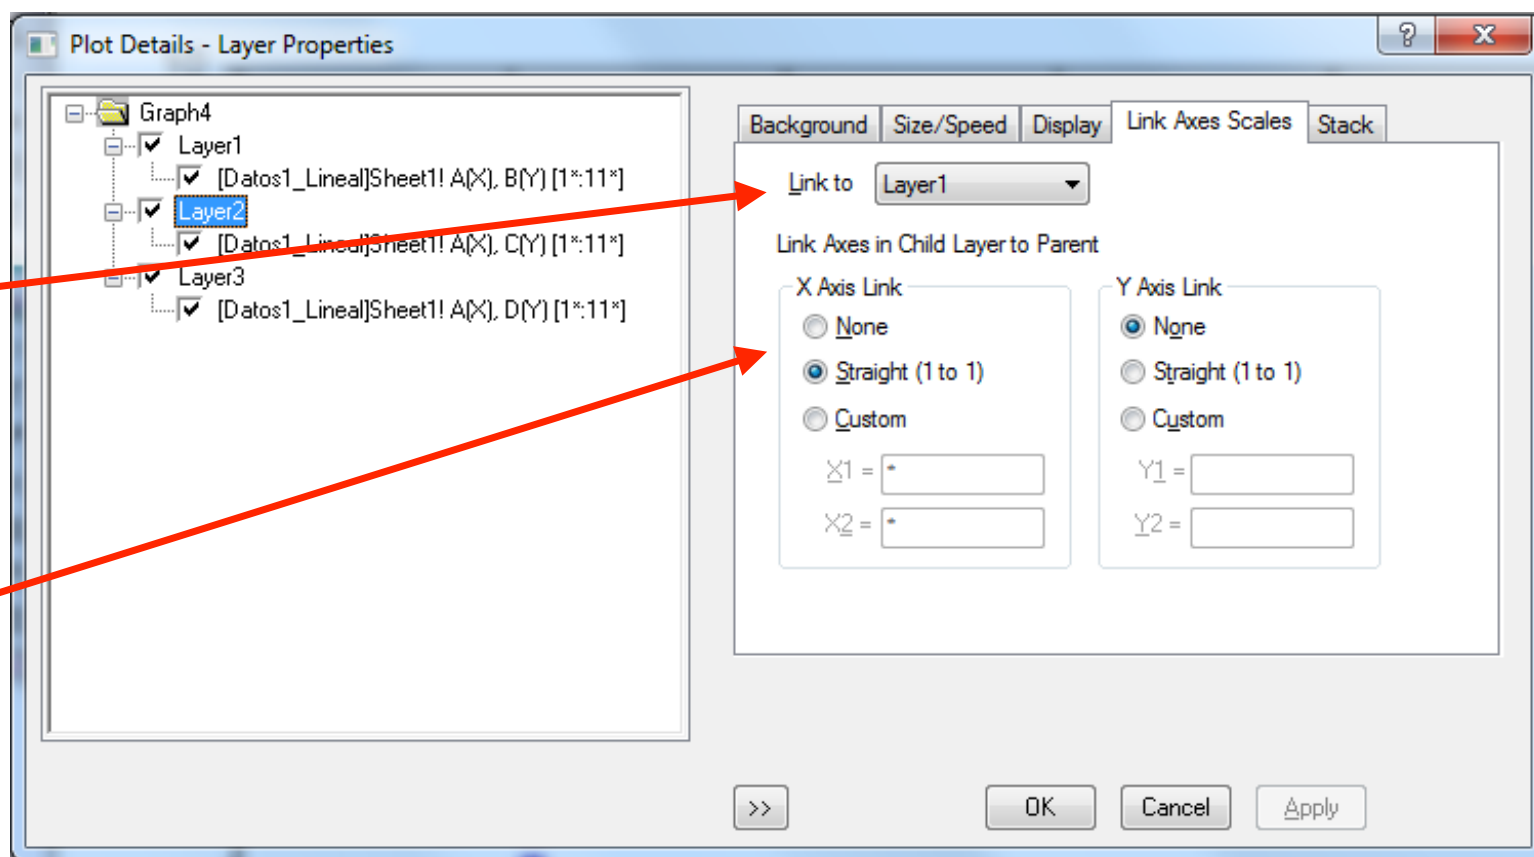 Plot Details - Layer Properties
?
x
Graph4
Layer1
[Datos1_Lineal]Sheet1! A(X), B(Y) [1*:11*]
Layer2
[Datos1_Lineal]Sheet1! A(X), C(Y) [1*:11*]
Layer3
[Datos1_Lineal]Sheet1! A(X), D(Y) [1*:11*]
Background Size/Speed Display Link Axes Scales Stack
Link to Layer1
Link Axes in Child Layer to Parent
X Axis Link
None
Straight (1 to 1)
Custom
X1 = *
X2 = *
Y Axis Link
None
Straight (1 to 1)
Custom
Y1 =
Y2 =
>> OK Cancel Apply